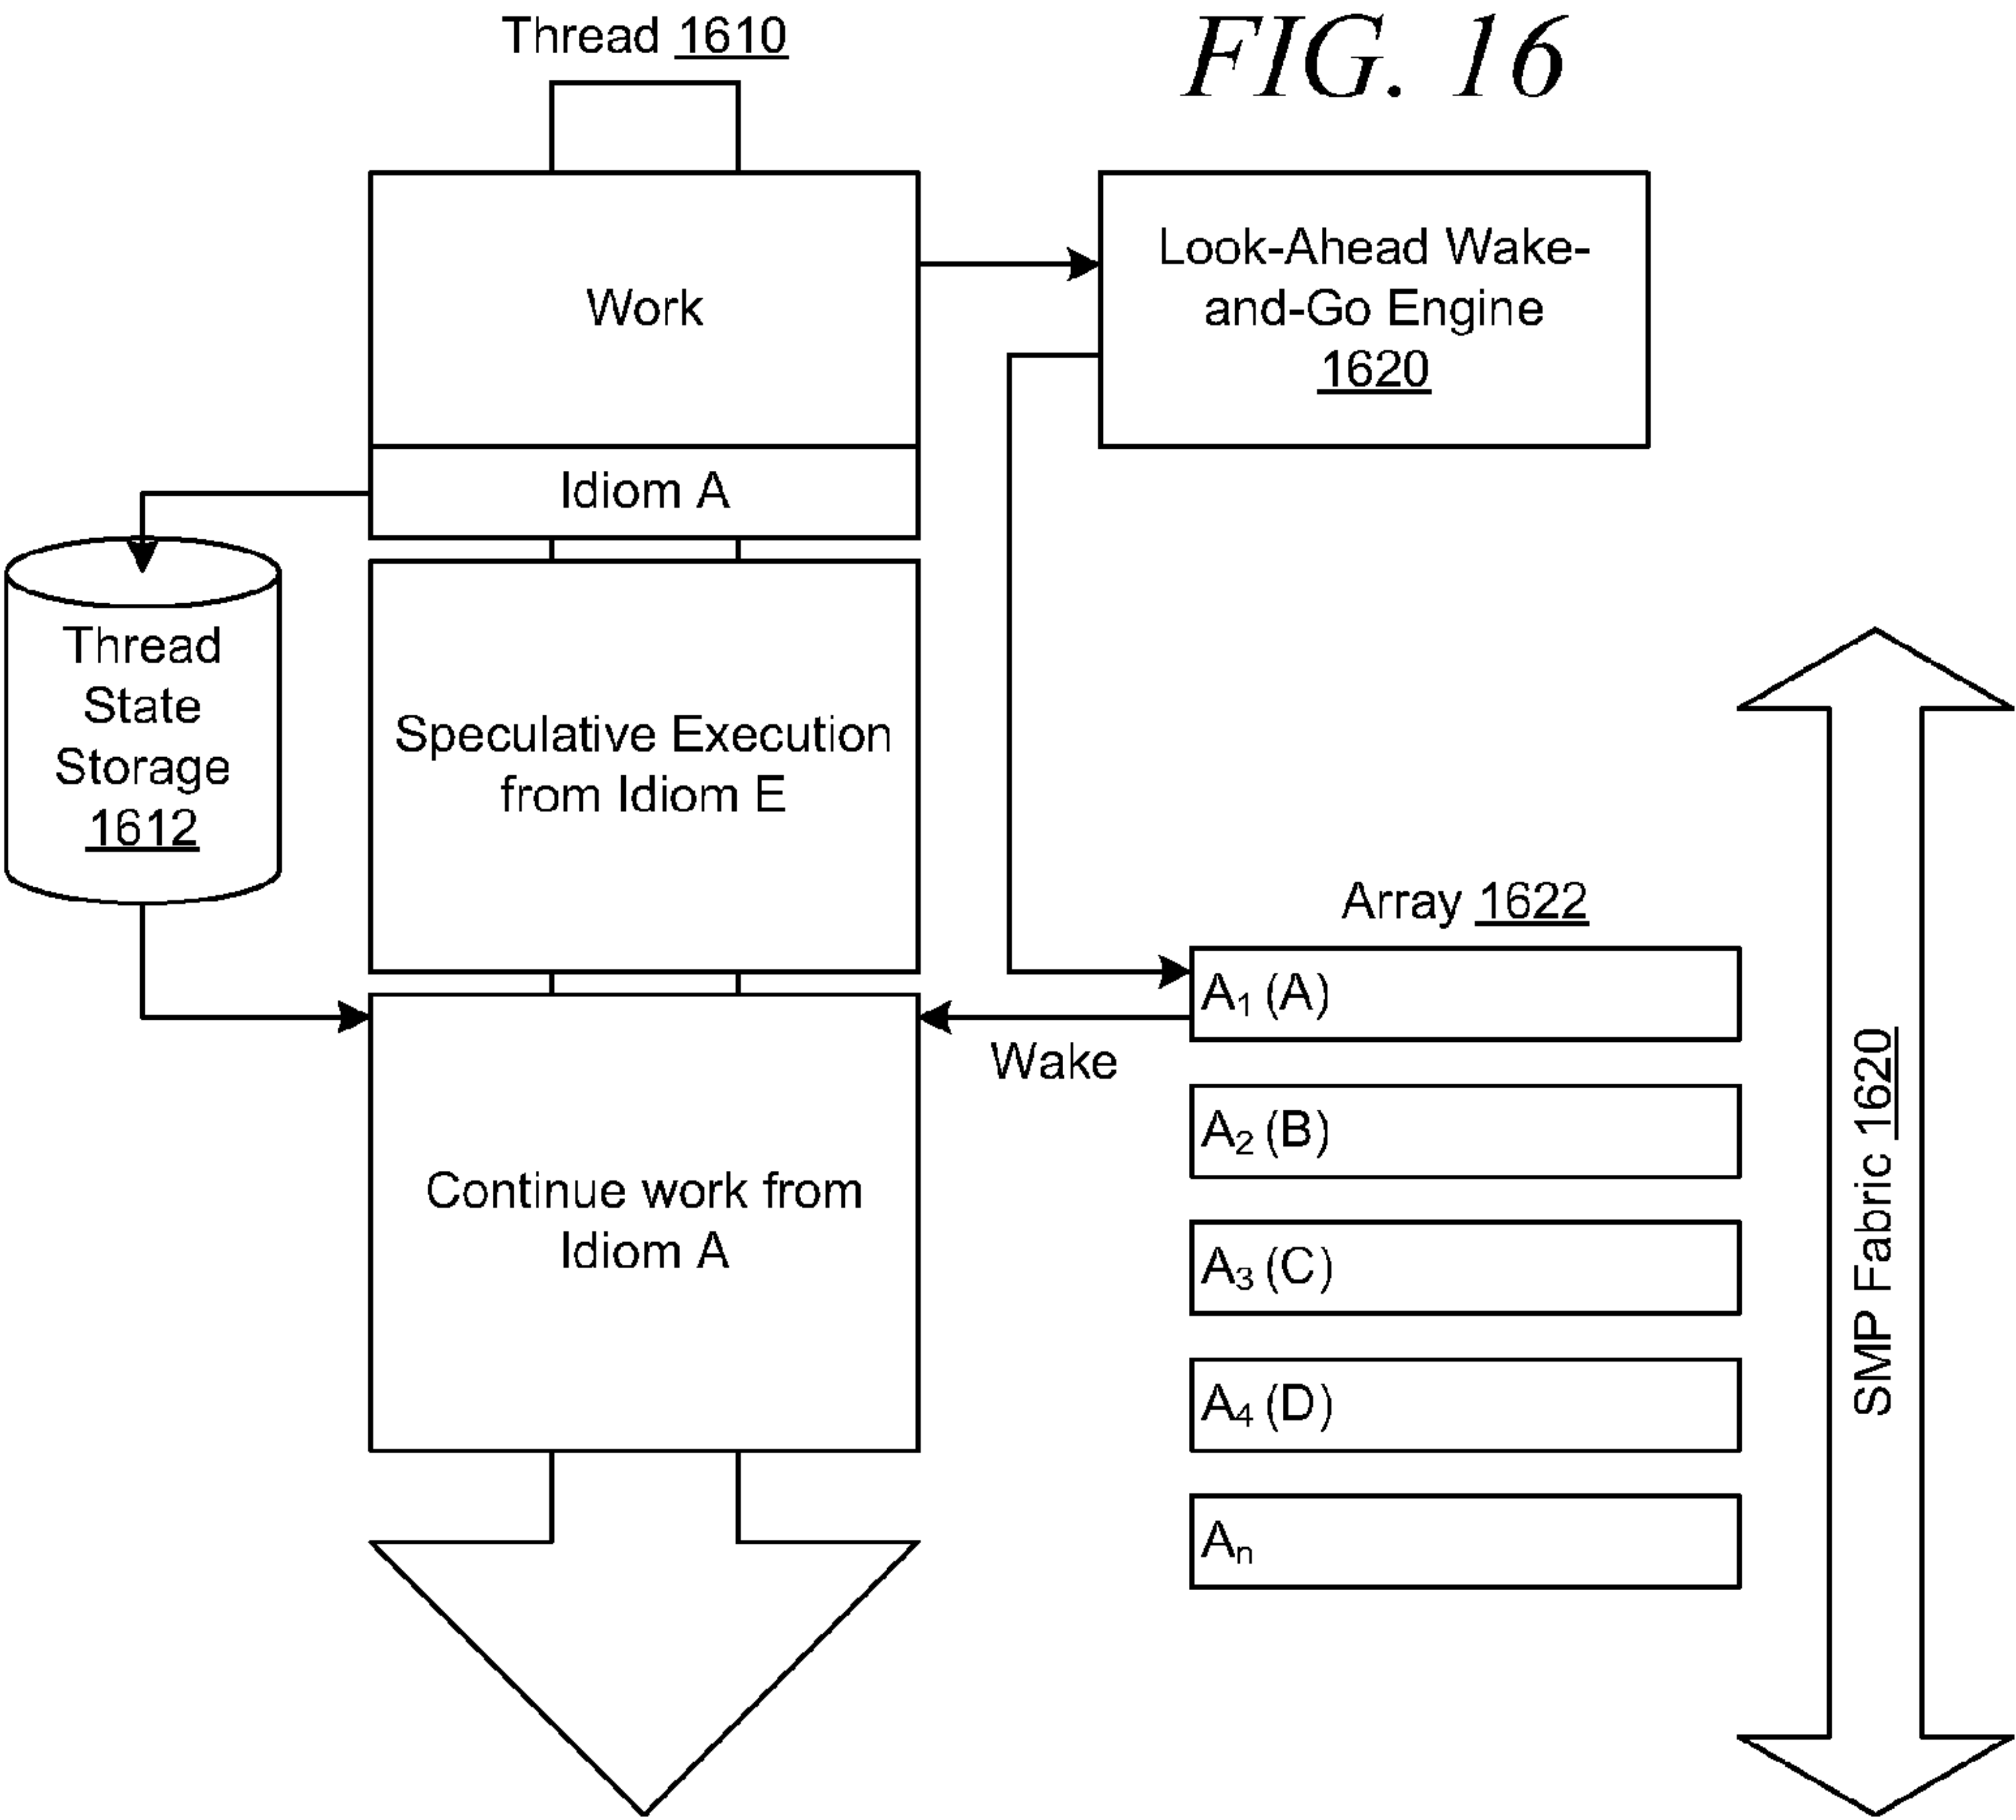 FIG. 16
Thread 1610
Work
Look-Ahead Wake-
and-Go Engine
1620
Idiom A
Thread
State
Storage
1612
Speculative Execution
from Idiom E
Array 1622
A₁ (A)
Wake
A₂ (B)
Continue work from
Idiom A
A₃ (C)
A₄ (D)
Aₙ
SMP Fabric 1620